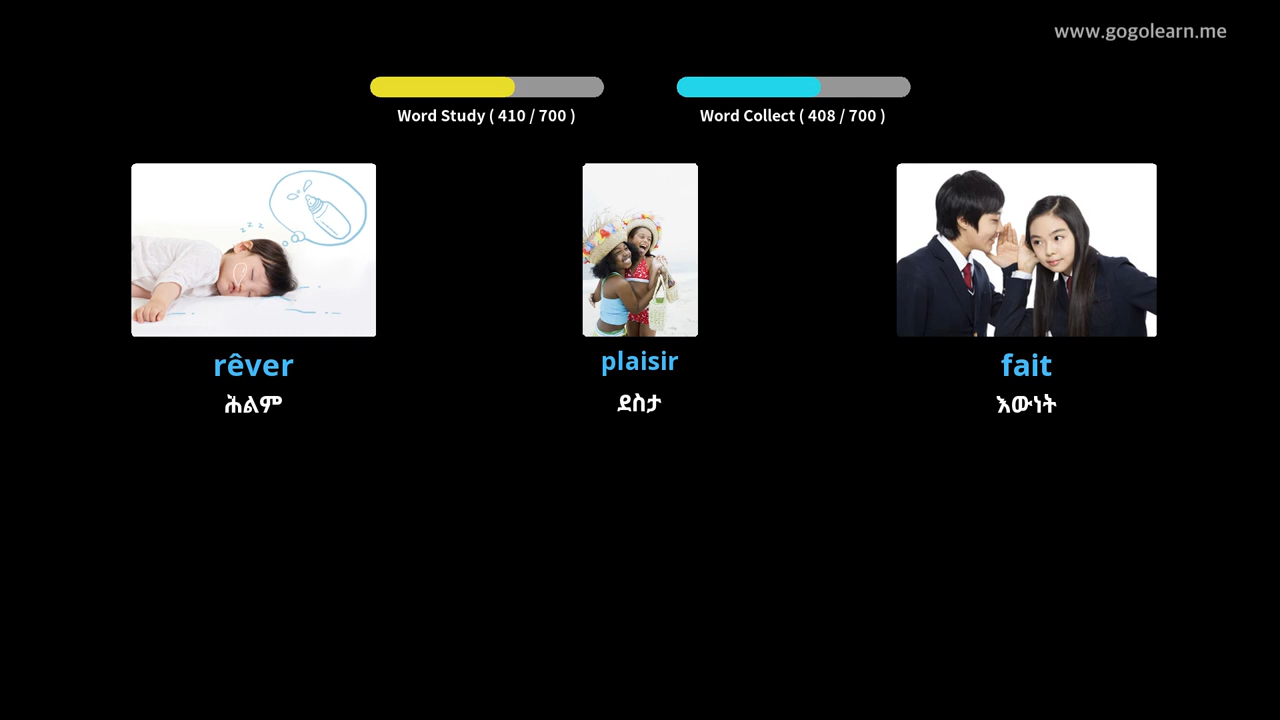 www.gogolearn.me
Word Study ( 410 / 700 )
Word Collect ( 408 / 700 )
rêver
plaisir
fait
ሕልም
ደስታ
እውነት